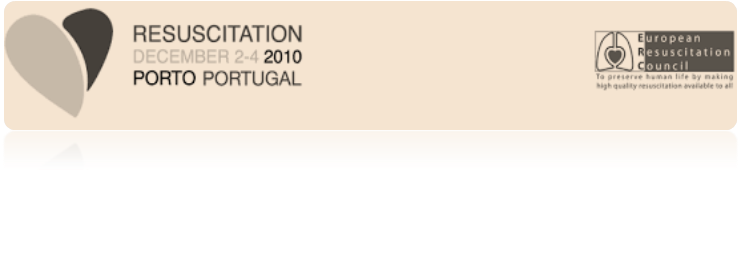 RESUSCITATION
DECEMBER 2-4 2010
PORTO PORTUGAL
European
Resuscitation
Council
To preserve human life by making
high quality resuscitation available to all